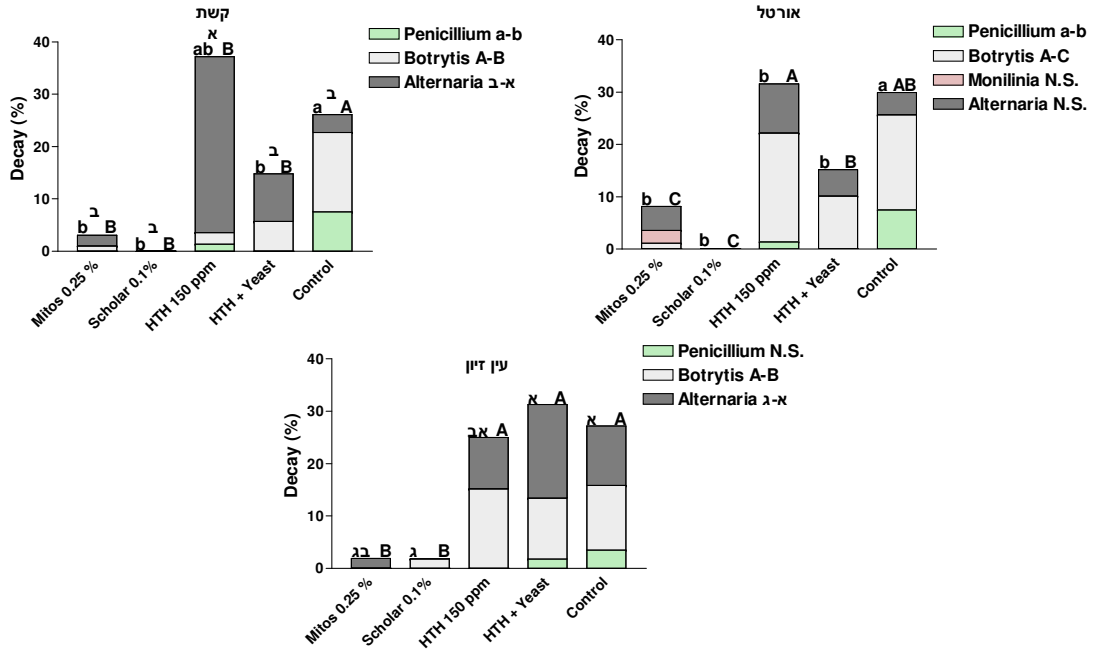 קשת
Decay (%)
40
30
20
10
0
א
ab B
ב
b B
ב
b B
ב
b B
ב
a A
Mitos 0.25 %
Scholar 0.1%
HTH 150 ppm
HTH + Yeast
Control
Penicillium a-b
Botrytis A-B
Alternaria א-ב
אורטל
Decay (%)
40
30
20
10
0
b C
b C
b A
b B
a AB
Mitos 0.25 %
Scholar 0.1%
HTH 150 ppm
HTH + Yeast
Control
Penicillium a-b
Botrytis A-C
Monilinia N.S.
Alternaria N.S.
עין זיון
Decay (%)
40
30
20
10
0
בג B
ג B
אב A
א A
א A
Mitos 0.25 %
Scholar 0.1%
HTH 150 ppm
HTH + Yeast
Control
Penicillium N.S.
Botrytis A-B
Alternaria א-ג